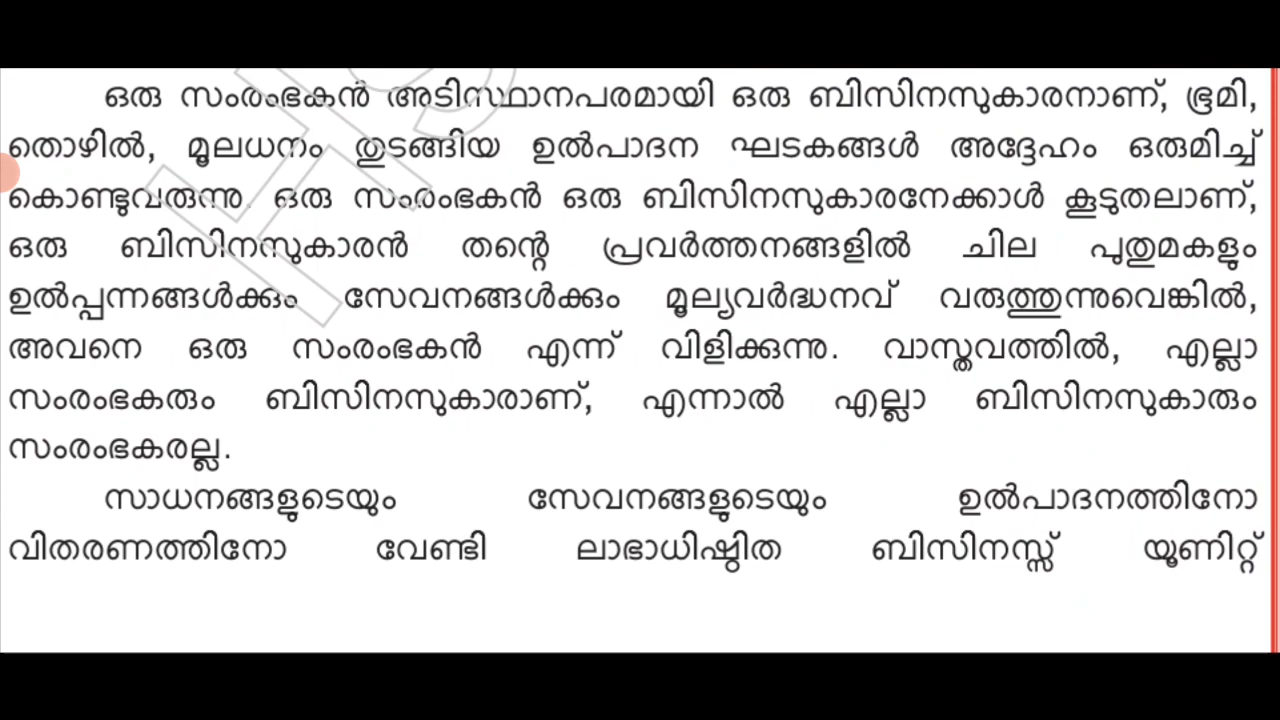 ഒരു സംരംഭകൻ അടിസ്ഥാനപരമായി ഒരു ബിസിനസുകാരനാണ്, ഭൂമി,
തൊഴിൽ, മൂലധനം തുടങ്ങിയ ഉൽപാദന ഘടകങ്ങൾ അദ്ദേഹം ഒരുമിച്ച്
കൊണ്ടുവരുന്നു. ഒരു സംരംഭകൻ ഒരു ബിസിനസുകാരനേക്കാൾ കൂടുതലാണ്,
ഒരു ബിസിനസുകാരൻ തന്റെ പ്രവർത്തനങ്ങളിൽ ചില പുതുമകളും
ഉൽപ്പന്നങ്ങൾക്കും സേവനങ്ങൾക്കും മൂല്യവർദ്ധനവ് വരുത്തുന്നുവെങ്കിൽ,
അവനെ ഒരു സംരംഭകൻ എന്ന് വിളിക്കുന്നു. വാസ്തവത്തിൽ, എല്ലാ
സംരംഭകരും ബിസിനസുകാരാണ്, എന്നാൽ എല്ലാ ബിസിനസുകാരും
സംരംഭകരല്ല.
സാധനങ്ങളുടെയും സേവനങ്ങളുടെയും ഉൽപാദനത്തിനോ
വിതരണത്തിനോ വേണ്ടി ലാഭാധിഷ്ഠിത ബിസിനസ്സ് യൂണിറ്റ്